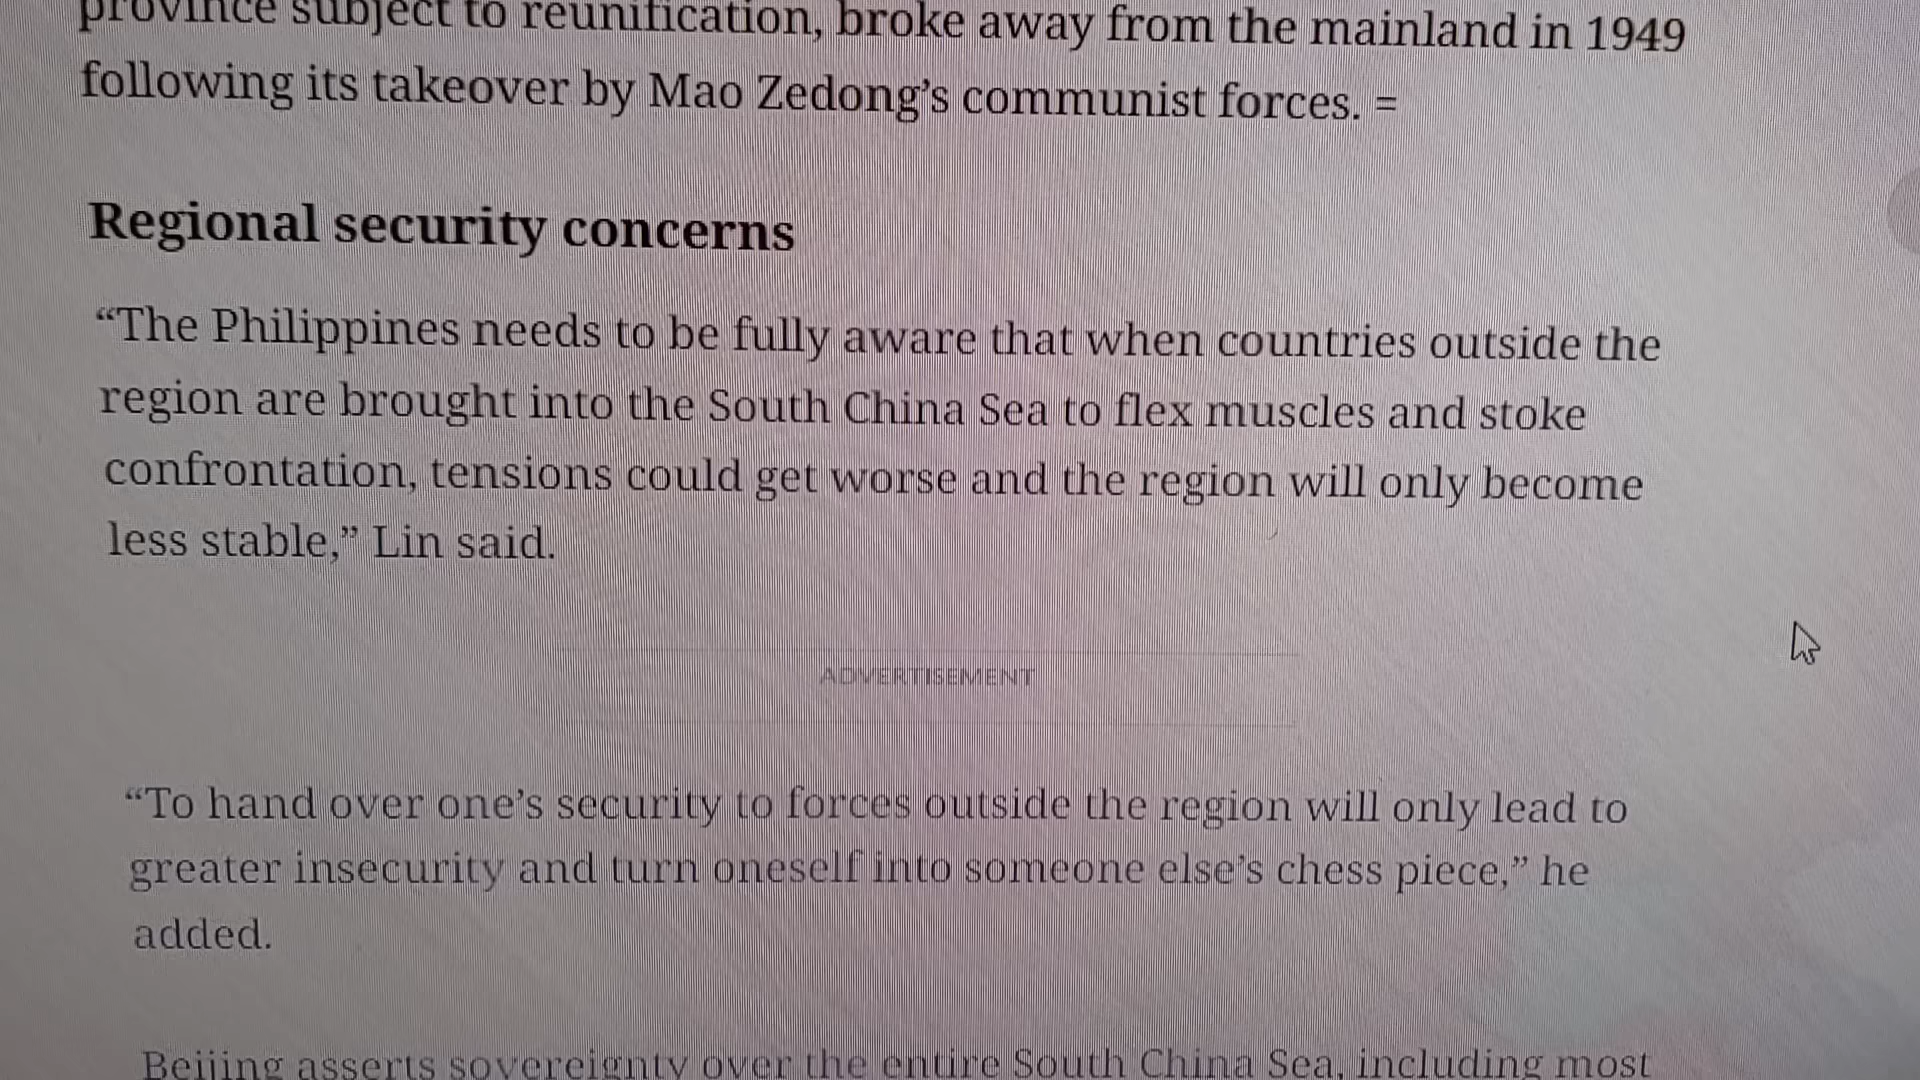 province subject to reunification, broke away from the mainland in 1949
following its takeover by Mao Zedong’s communist forces. =
Regional security concerns
“The Philippines needs to be fully aware that when countries outside the
region are brought into the South China Sea to flex muscles and stoke
confrontation, tensions could get worse and the region will only become
less stable,” Lin said.
ADVERTISEMENT
“To hand over one’s security to forces outside the region will only lead to
greater insecurity and turn oneself into someone else’s chess piece,” he
added.
Beijing asserts sovereignty over the entire South China Sea, including most